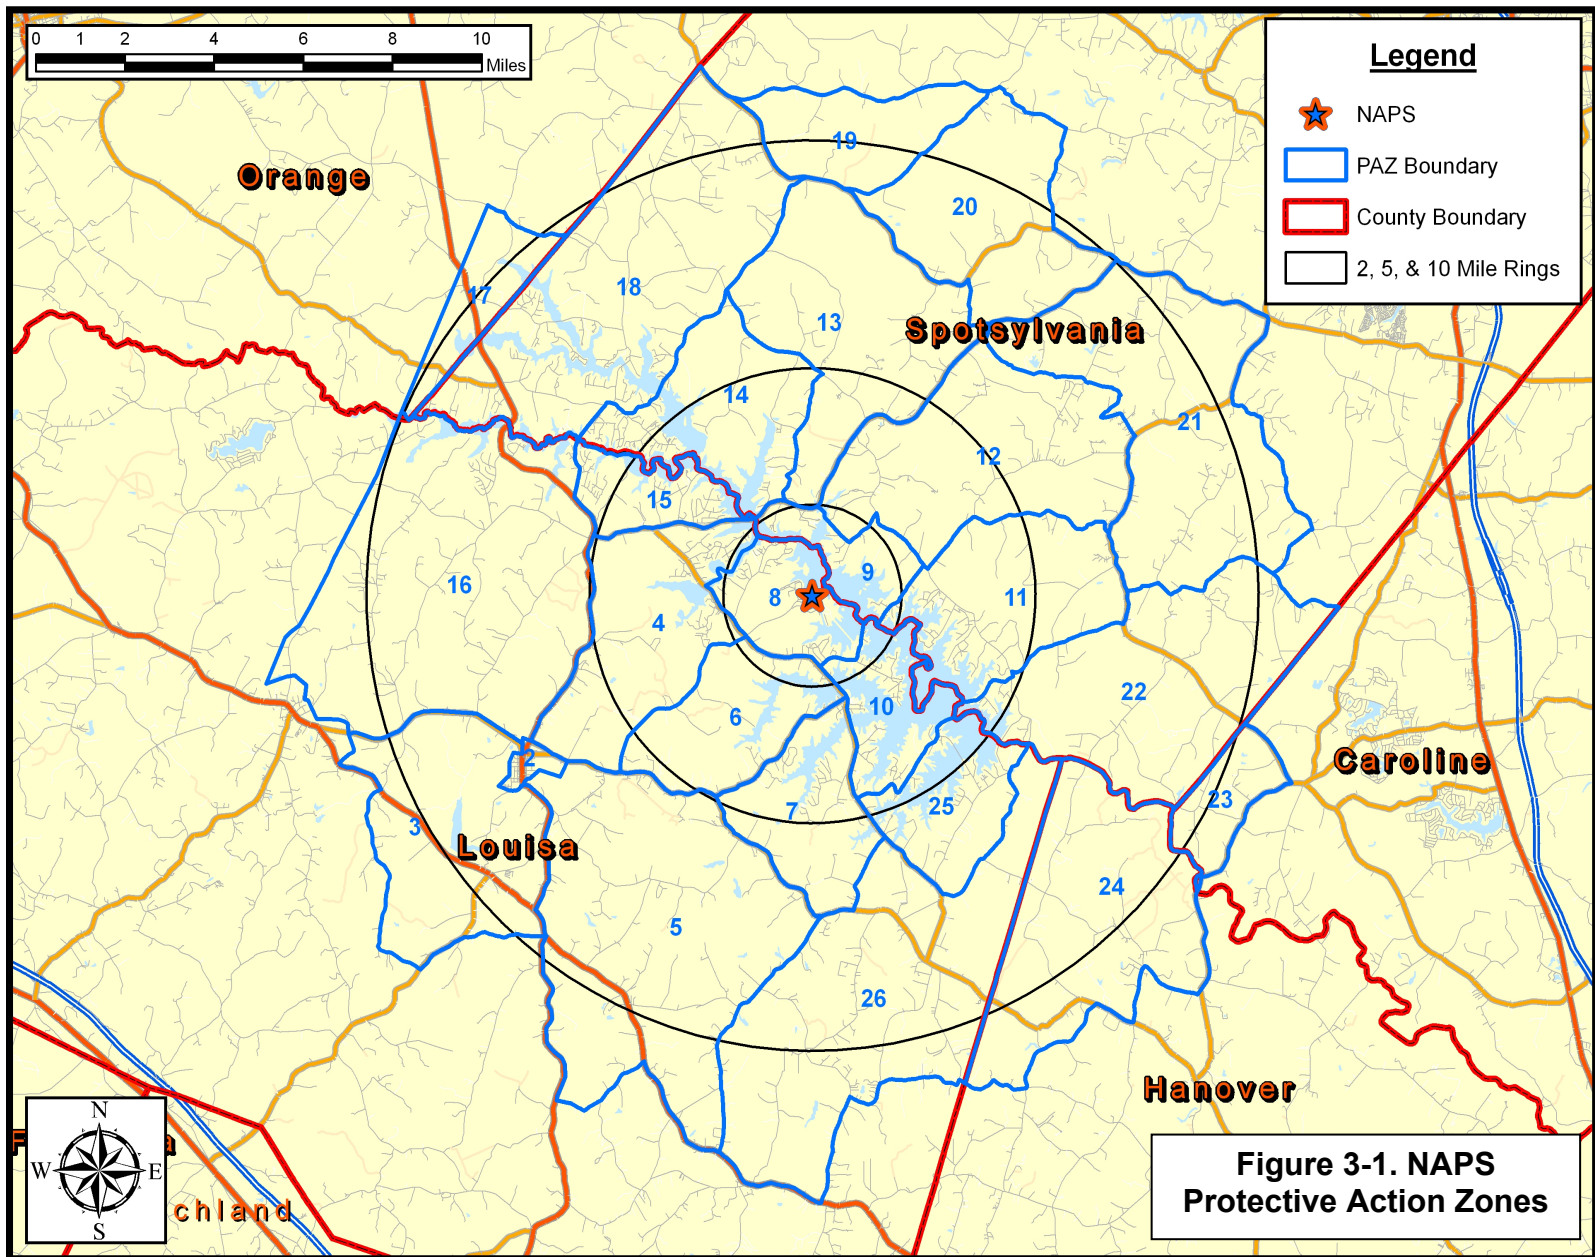 0 1 2 4 6 8 10
Miles
Legend
NAPS
PAZ Boundary
County Boundary
2, 5, & 10 Mile Rings
19
Orange
20
18
17
13
Spotsylvania
14
21
12
15
9
16
8
11
4
22
10
6
2
Caroline
23
25
7
3
Louisa
24
5
26
Hanover
N
W E
S
chland
Figure 3-1. NAPS
Protective Action Zones